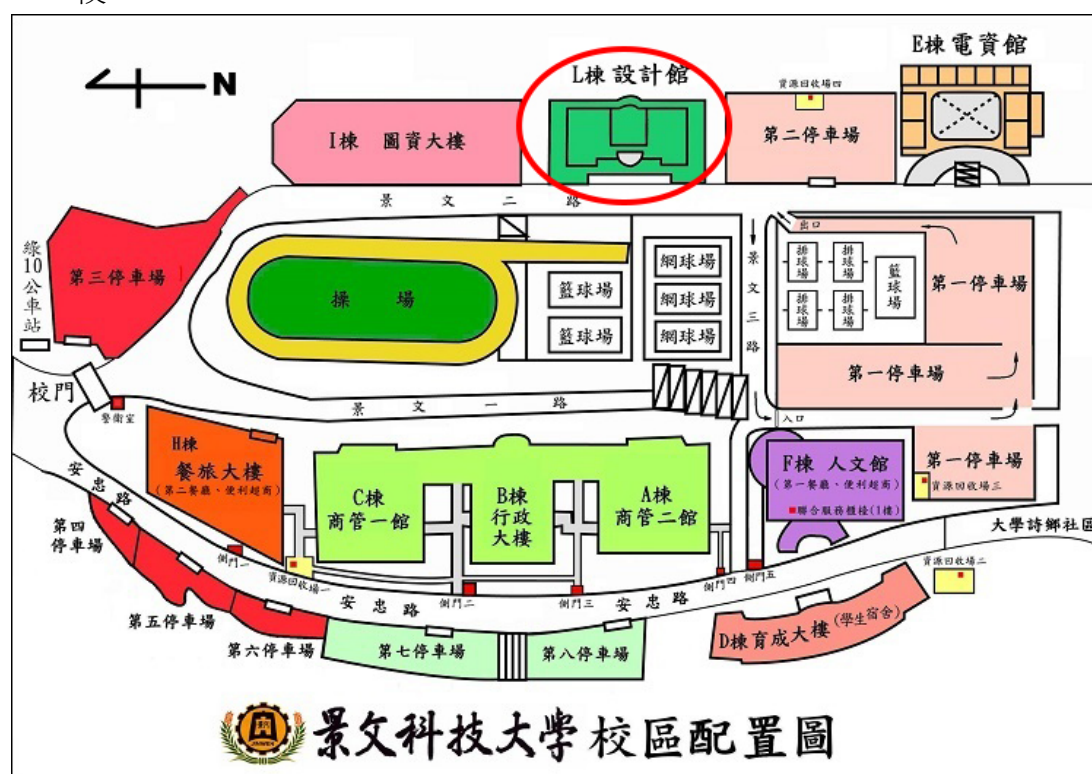 E棟電資館
N
L棟設計館
資源回收場四
I棟 圖資大樓
第二停車場
景文二路
出口
綠10公車站
第三停車場
操場
籃球場
籃球場
網球場
網球場
網球場
景文三路
排球場
排球場
排球場
排球場
籃球場
第一停車場
第一停車場
校門
警衛室
景文一路
入口
H棟
餐旅大樓
(第二餐廳、便利超商)
C棟
商管一館
B棟
行政
大樓
A棟
商管二館
F棟 人文館
(第一餐廳、便利超商)
聯合服務櫃檯(1樓)
第一停車場
資源回收場三
安忠路
大學詩鄉社區
第四
停車場
側門一
資源回收場一
側門二
側門三
側門四
側門五
資源回收場二
安忠路
安忠路
第五停車場
第六停車場
第七停車場
第八停車場
D棟育成大樓(學生宿舍)
景文科技大学校區配置圖